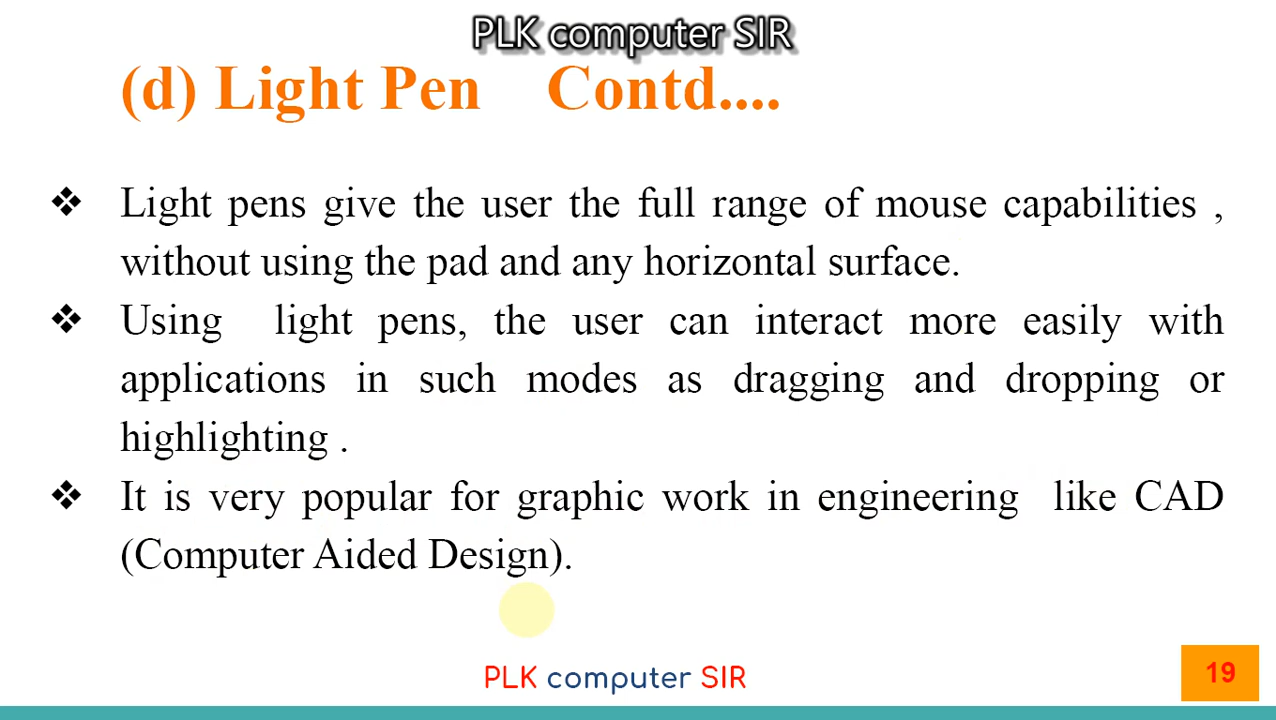 PLK computer SIR
(d) Light Pen Contd....
❖ Light pens give the user the full range of mouse capabilities ,
without using the pad and any horizontal surface.
❖ Using light pens, the user can interact more easily with
applications in such modes as dragging and dropping or
highlighting .
❖ It is very popular for graphic work in engineering like CAD
(Computer Aided Design).
PLK computer SIR
19